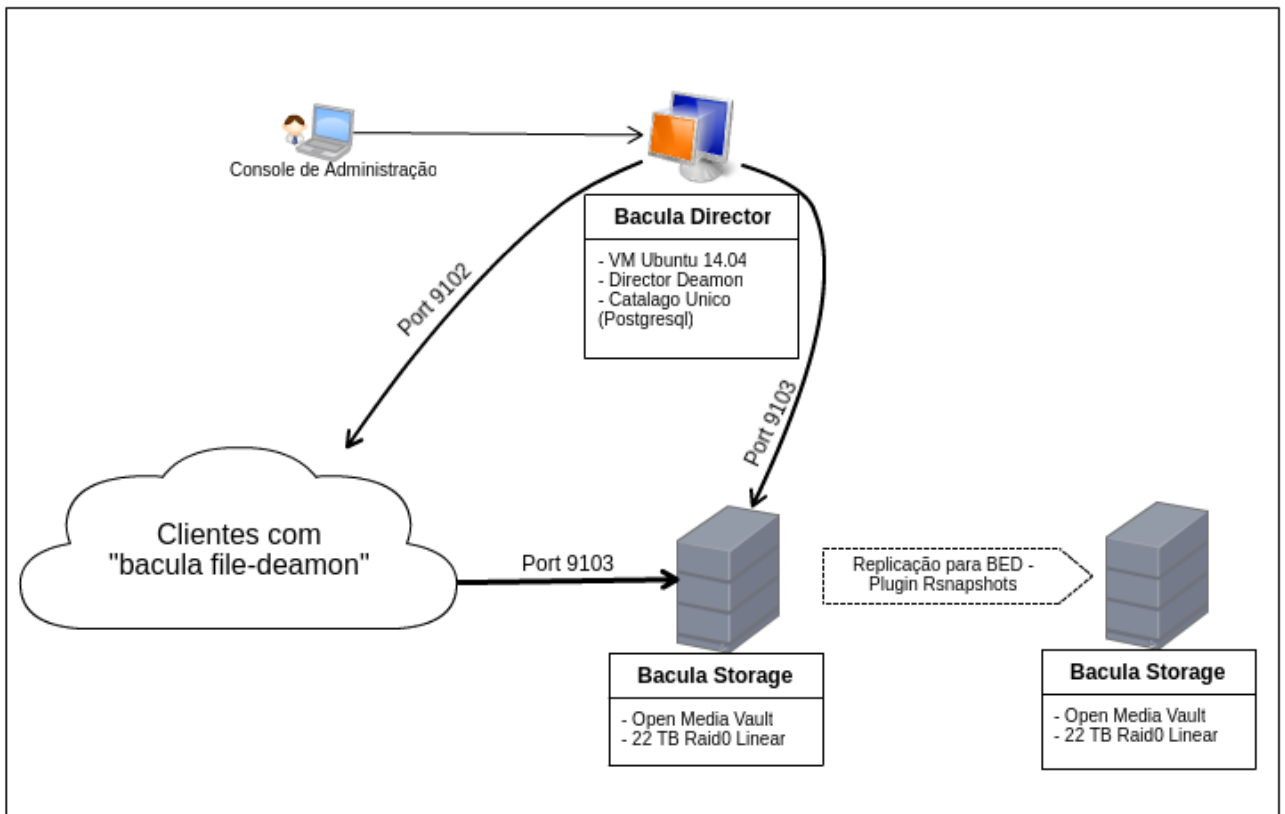 Console de Administração
Bacula Director
- VM Ubuntu 14.04
- Director Deamon
- Catalago Unico
(Postgresql)
Port 9102
Port 9103
Clientes com
"bacula file-deamon"
Port 9103
Replicação para BED -
Plugin Rsnapshots
Bacula Storage
- Open Media Vault
- 22 TB Raid0 Linear
Bacula Storage
- Open Media Vault
- 22 TB Raid0 Linear